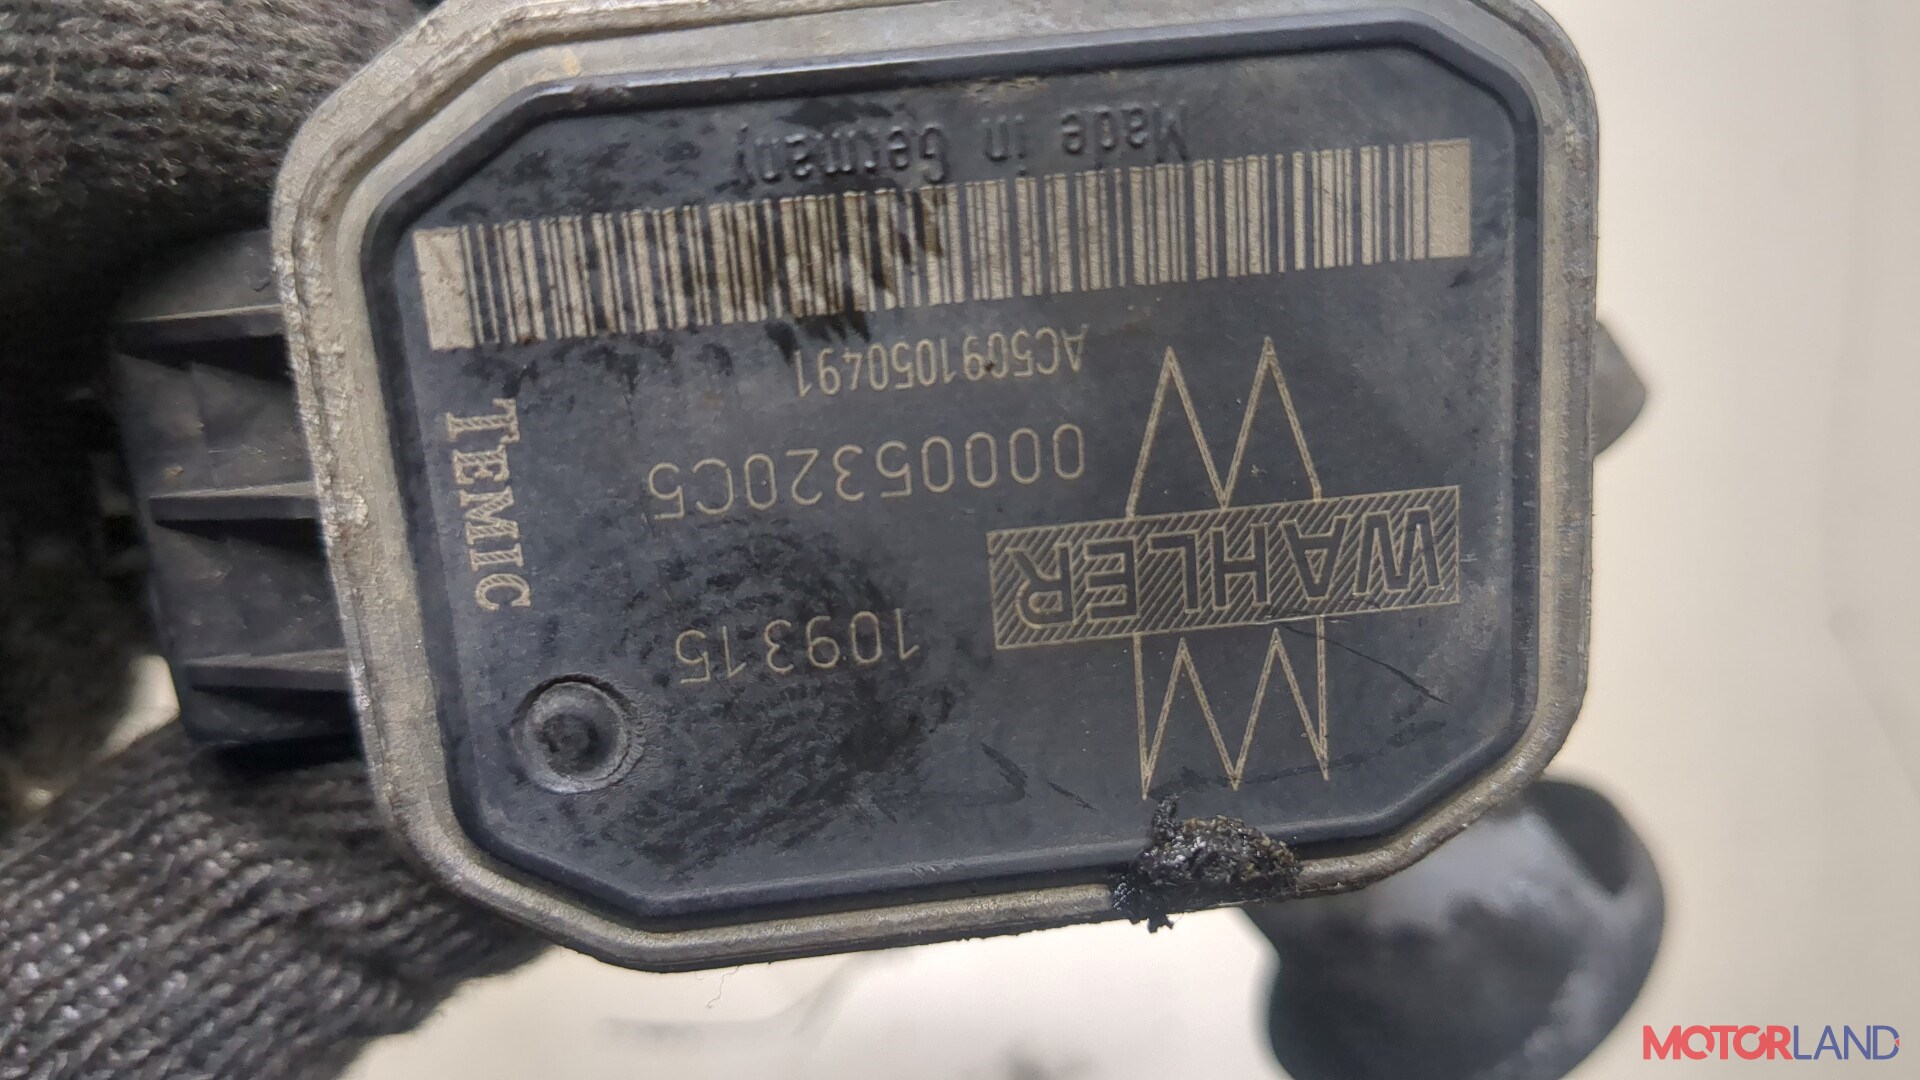 WAHLER
109315
00005320C5
AC5091050491
Made in Germany
TEMIC
MOTORLAND